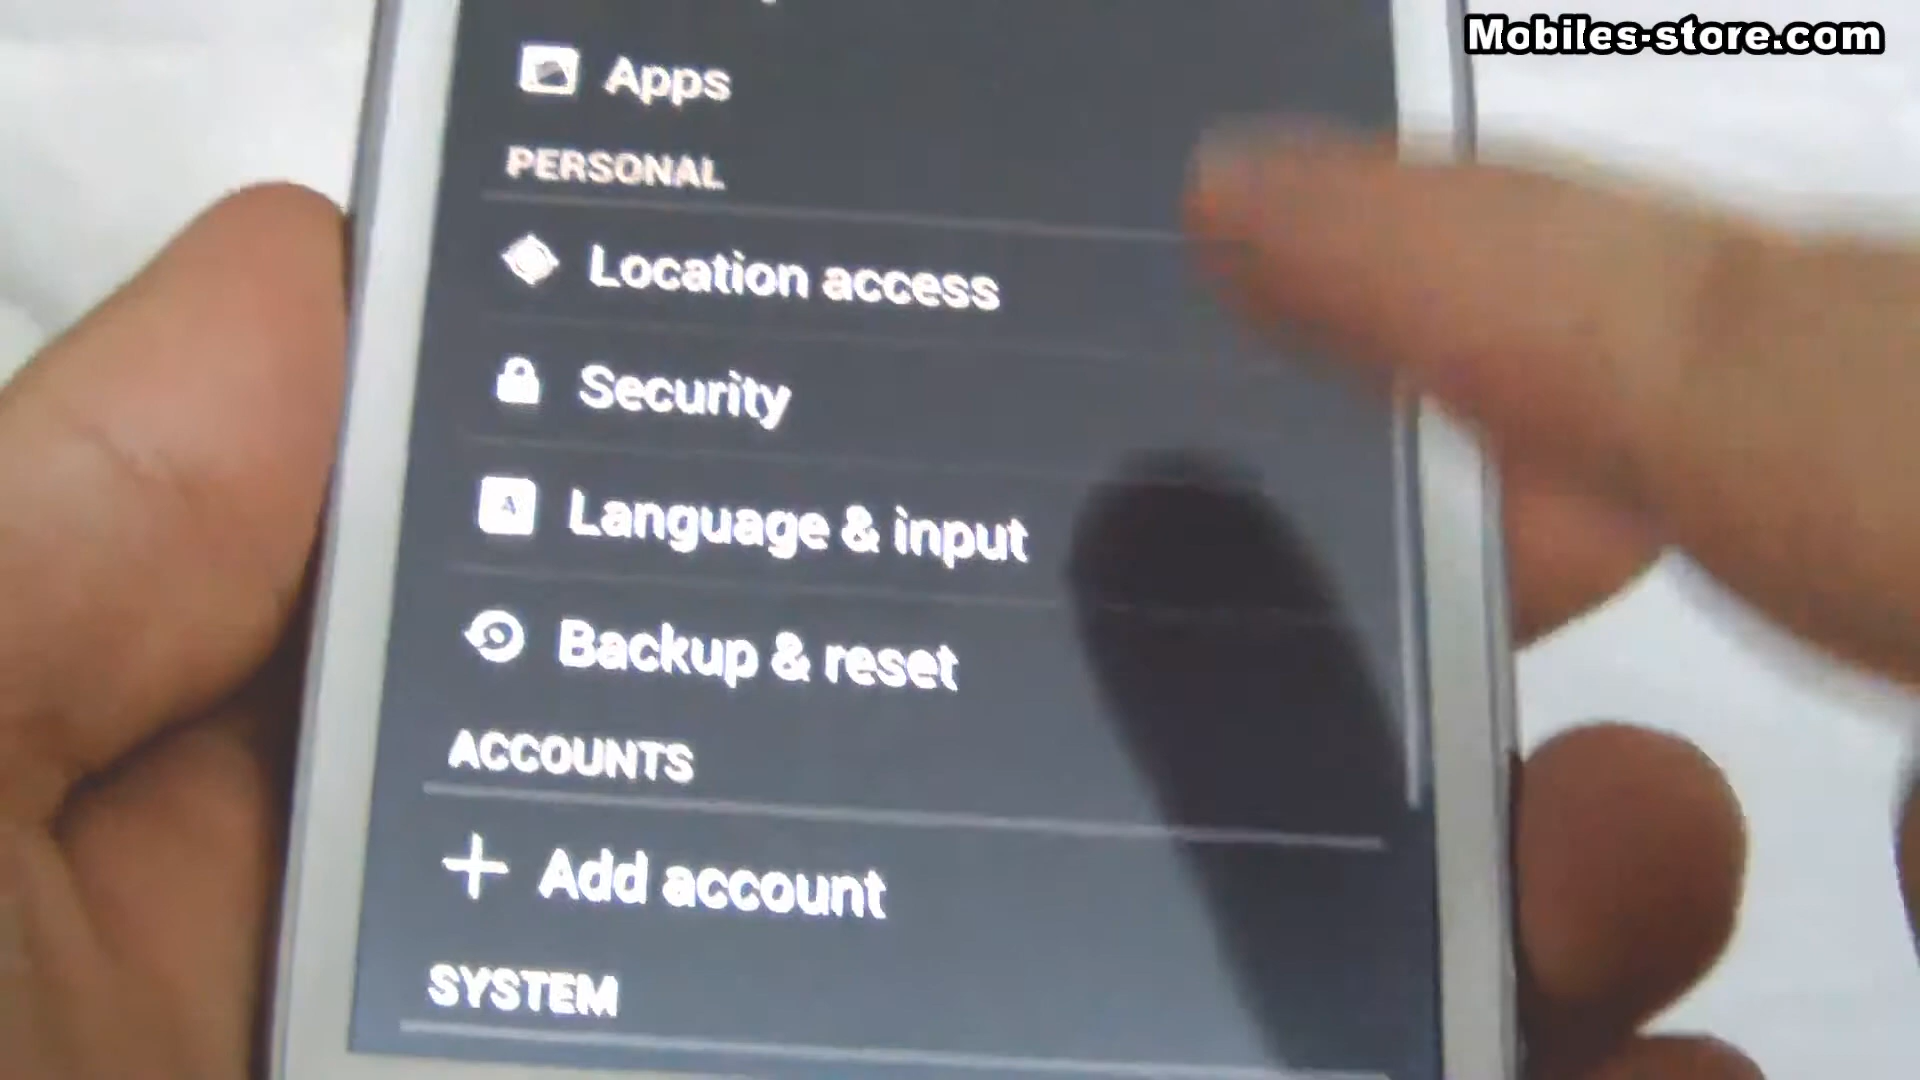 Mobiles-store.com
Apps
PERSONAL
Location access
Security
Language & input
Backup & reset
ACCOUNTS
Add account
SYSTEM